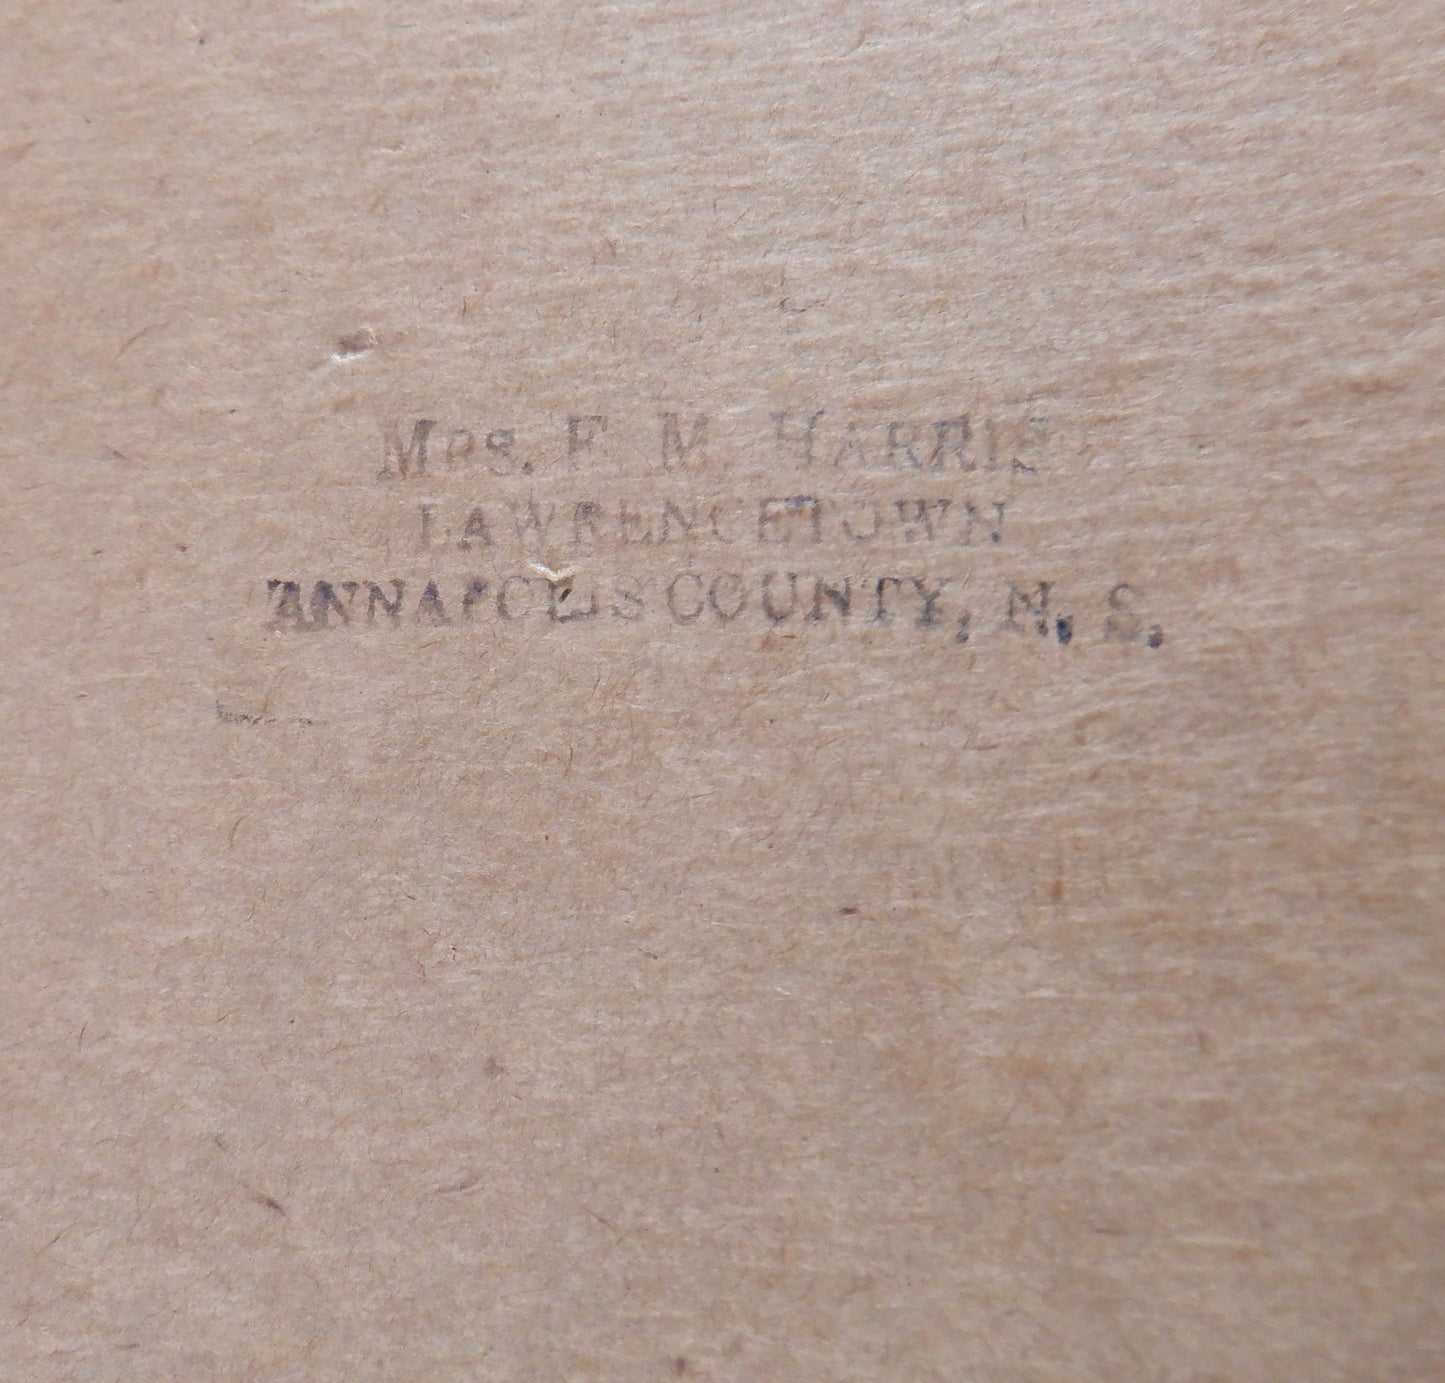 Mrs. F. M. HARRIS
LAWRENCETOWN
ANNAPOLIS COUNTY, N. S.